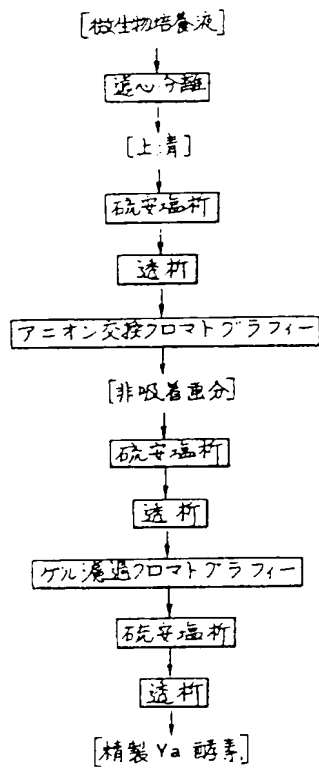 [微生物培養液]
遠心分離
[上清]
硫安塩析
透析
アニオン交換クロマトグラフィー
[非吸着画分]
硫安塩析
透析
ゲル濾過クロマトグラフィー
硫安塩析
透析
[精製 Ya 酵素]